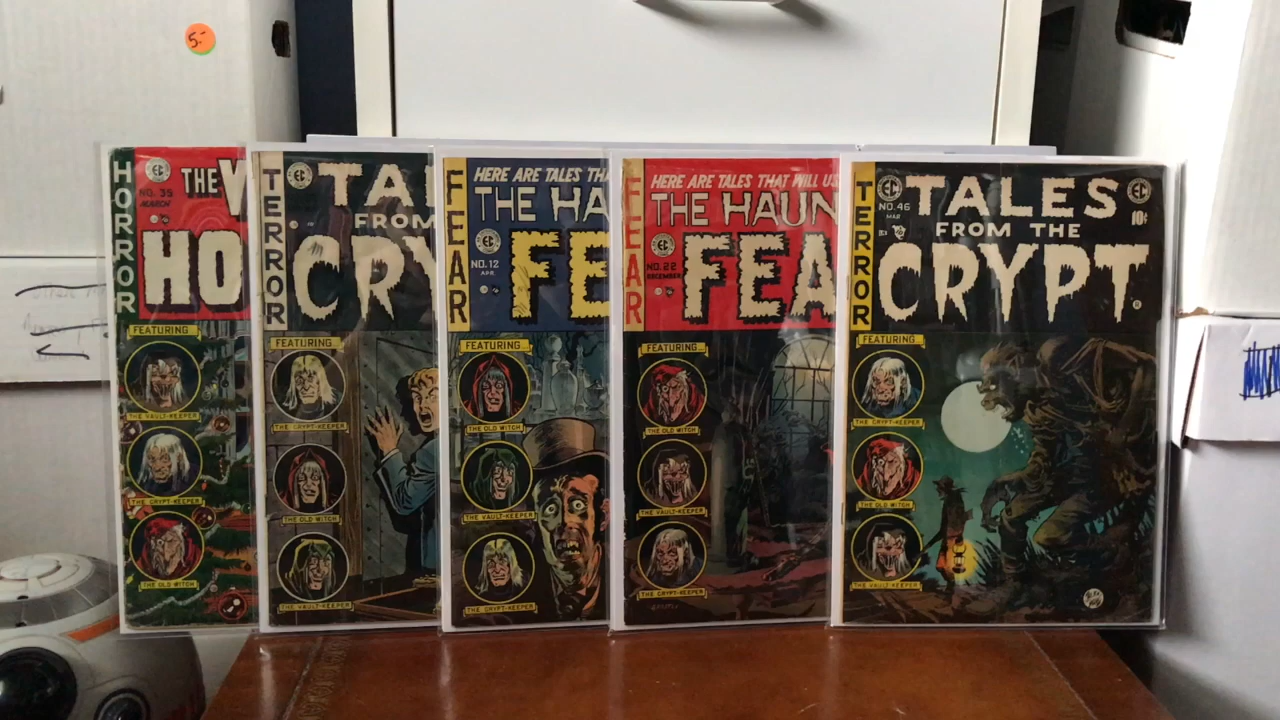 5.-
HORROR
EC
NO. 35
MARCH
THE V
HO
FEATURING
THE VAULT-KEEPER
THE CRYPT-KEEPER
THE OLD WITCH
TERROR
EC
TA
FROM
CRY
FEATURING...
THE CRYPT-KEEPER
THE OLD WITCH
THE VAULT-KEEPER
FEAR
HERE ARE TALES TH
THE HA
EC
FE
NO. 12
APR.
FEATURING...
THE OLD WITCH
THE VAULT-KEEPER
THE CRYPT-KEEPER
FEAR
HERE ARE TALES THAT WILL US
THE HAUN
EC
FEA
NO. 22
DECEMBER
FEATURING...
THE OLD WITCH
THE VAULT-KEEPER
THE CRYPT-KEEPER
TERROR
EC
NO. 46
MAR
TALES
FROM THE
CRYPT
EC
10¢
FEATURING...
THE CRYPT-KEEPER
THE OLD WITCH
THE VAULT-KEEPER